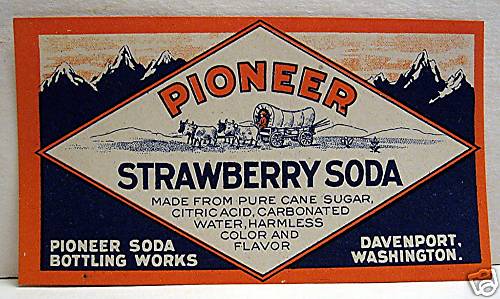 PIONEER
STRAWBERRY SODA
MADE FROM PURE CANE SUGAR,
CITRIC ACID, CARBONATED
WATER, HARMLESS
COLOR AND
FLAVOR
PIONEER SODA
BOTTLING WORKS
DAVENPORT,
WASHINGTON.